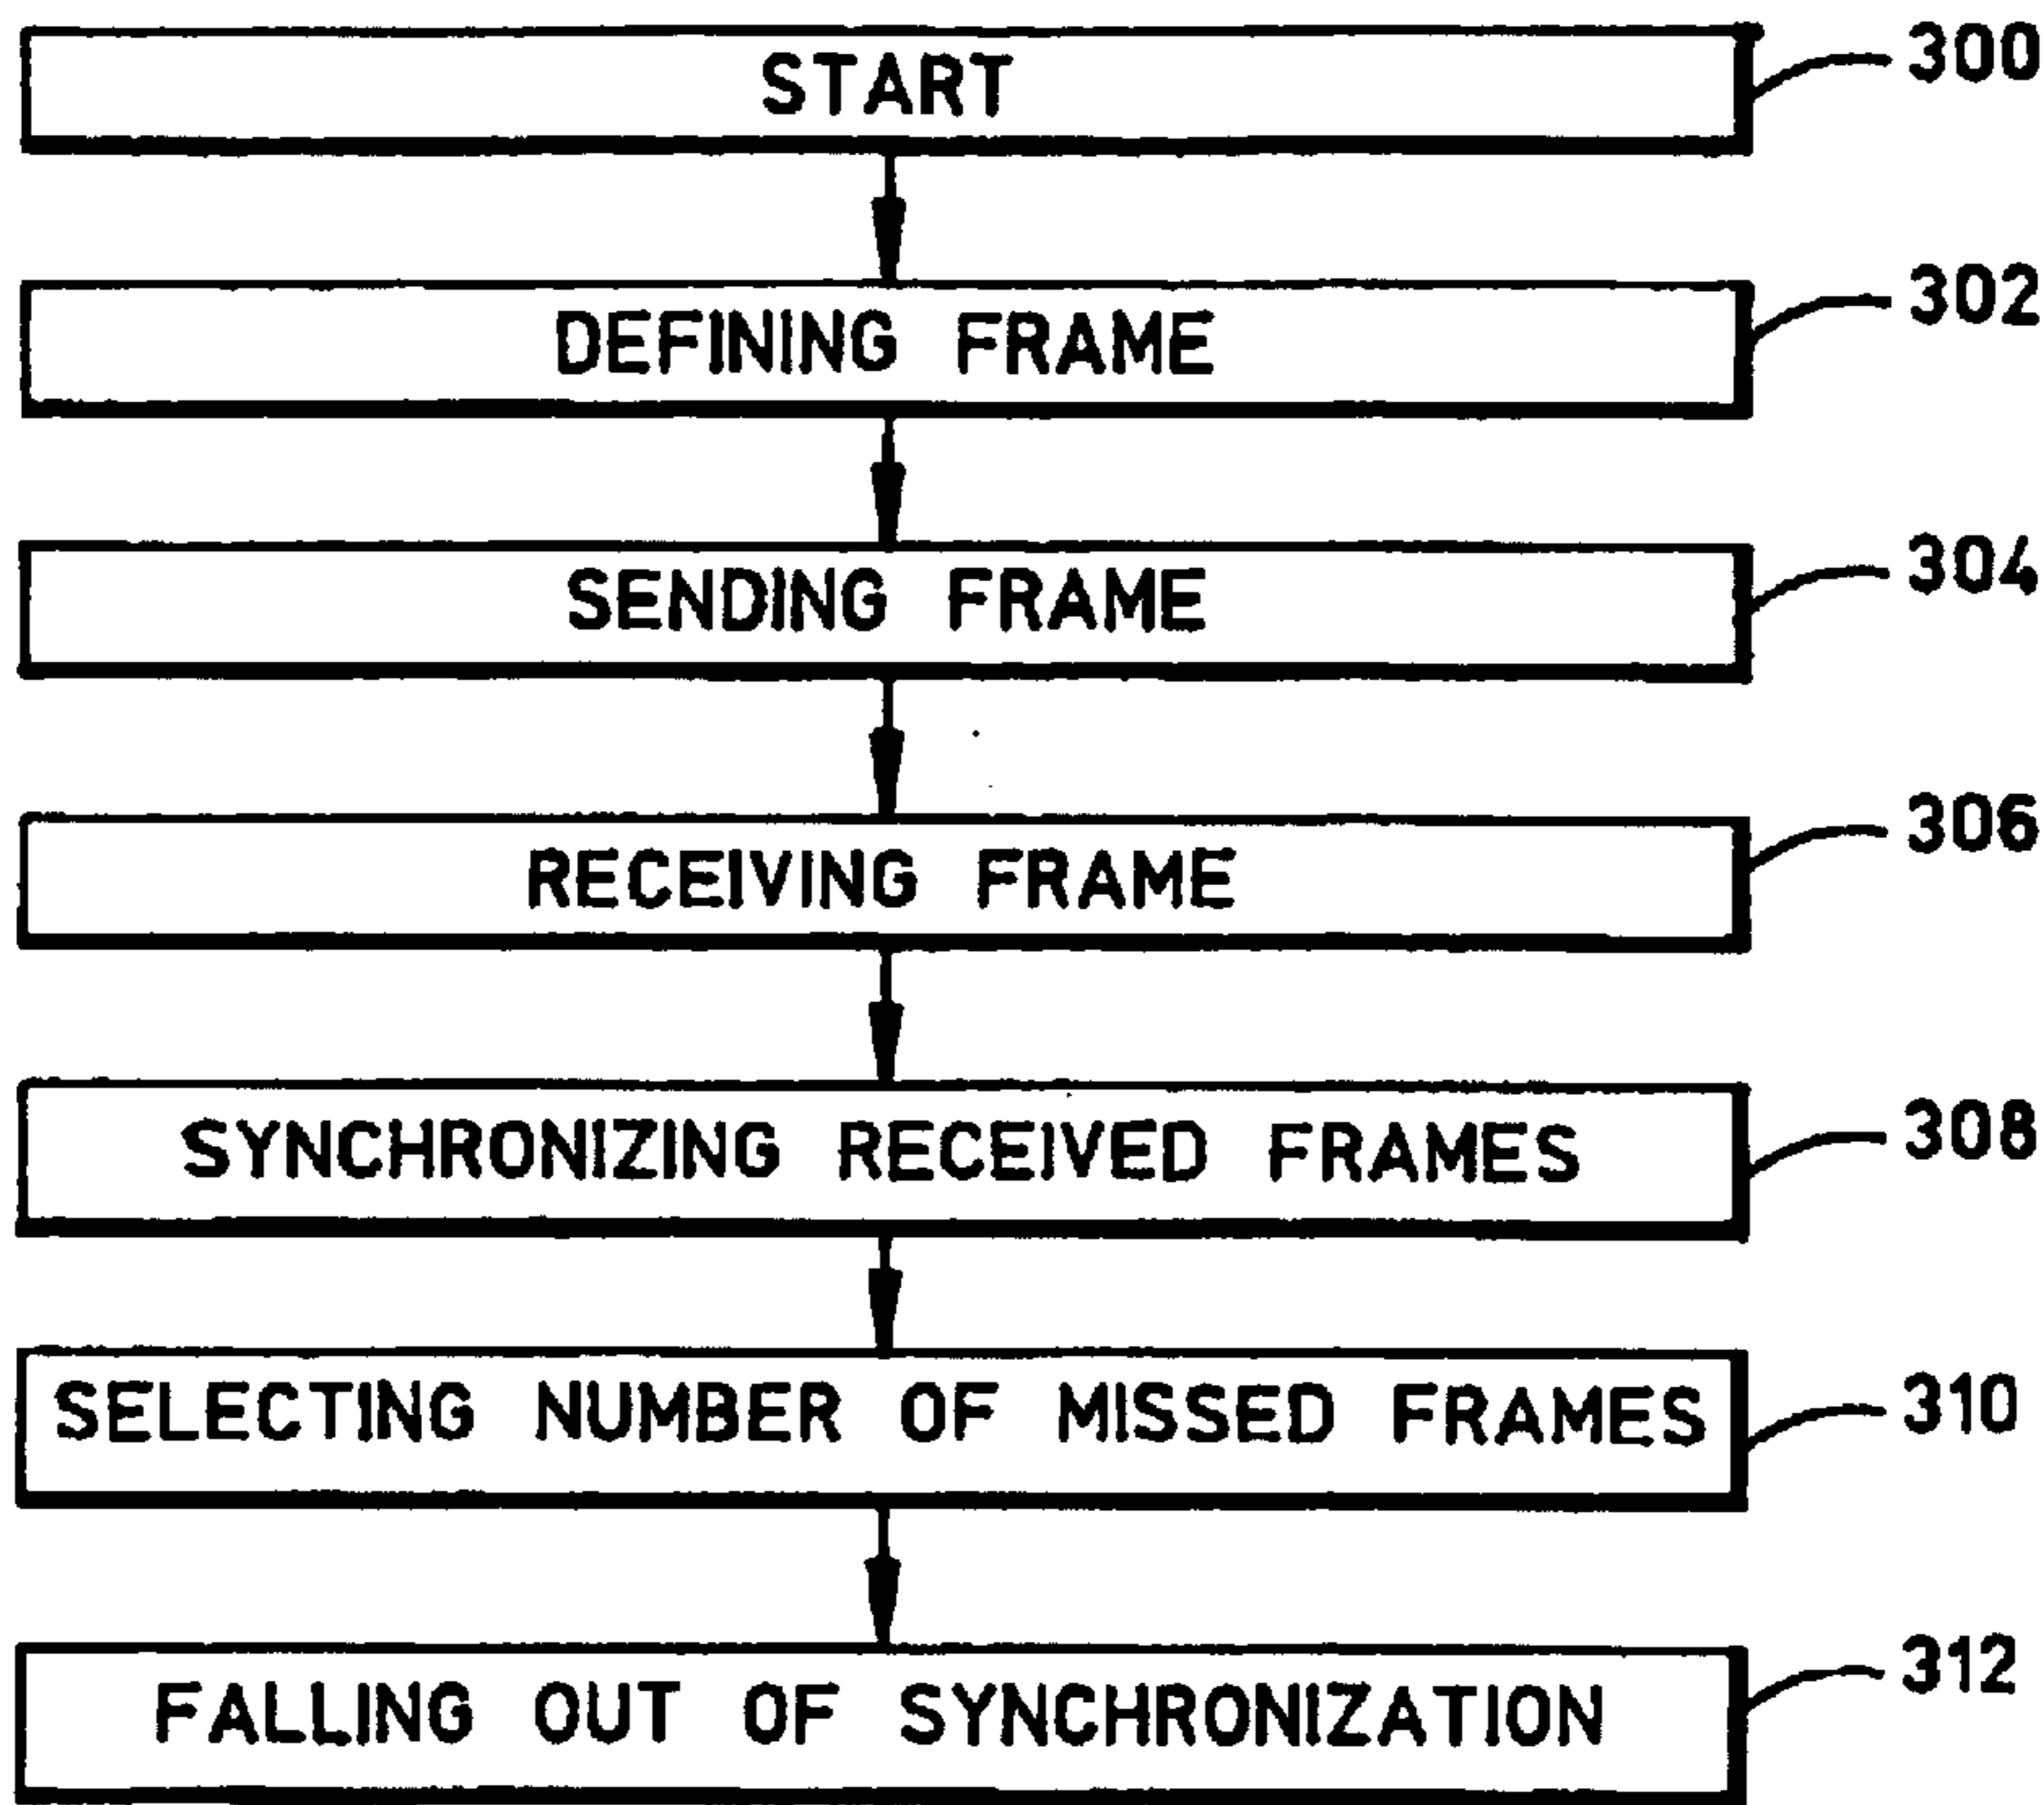 START 300
DEFINING FRAME 302
SENDING FRAME 304
RECEIVING FRAME 306
SYNCHRONIZING RECEIVED FRAMES 308
SELECTING NUMBER OF MISSED FRAMES 310
FALLING OUT OF SYNCHRONIZATION 312